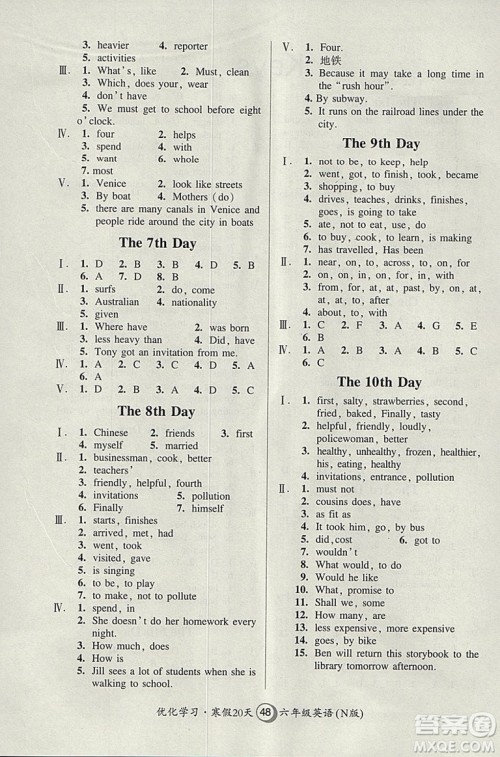 3. heavier 4. reporter
5. activities
Ⅲ. 1. What's, like 2. Must, clean
3. Which, does your, wear
4. don't have
5. We must get to school before eight
o'clock.
Ⅳ. 1. four 2. helps
3. spend 4. with
5. want 6. whole
7. most
Ⅴ. 1. Venice 2. look like streets
3. By boat 4. Mothers (do)
5. there are many canals in Venice and
people ride around the city in boats
The 7th Day
Ⅰ. 1. D 2. B 3. B 4. D 5. B
6. A 7. D 8. B
Ⅱ. 1. surfs 2. do, come
3. Australian 4. nationality
5. given
Ⅲ. 1. Where have 2. was born
3. less heavy than 4. Did, have
5. Tony got an invitation from me.
Ⅳ. 1. C 2. D 3. A 4. D 5. B
6. A
Ⅴ. 1. D 2. C 3. A 4. D 5. C
The 8th Day
Ⅰ. 1. Chinese 2. friends 3. first
4. myself 5. married
Ⅱ. 1. businessman, cook, better
2. teachers'
3. friendly, helpful, fourth
4. invitations 5. pollution
6. Finally 7. himself
Ⅲ. 1. starts, finishes
2. arrived, met, had
3. went, took
4. visited, gave
5. is singing
6. to be, to play
7. to make, is going
Ⅳ. 1. spend, in
2. She doesn't do her homework every
night.
3. How much does
4. How is
5. Jill sees a lot of students when she
is walking.
Ⅴ. 1. Four.
2. 地铁
3. Because it may take a long time in
the "rush hour".
4. By subway.
5. It runs on the railroad lines under the
city.
The 9th Day
Ⅰ. 1. not to be, to keep, to be
2. went, got, to finish, took, became
3. shopping, to buy
4. drives, teaches, drinks, finishes,
goes, is going to
5. ate, not to eat, use, do
6. to buy, cook, to learn, is making
7. has travelled, Has been
Ⅱ. 1. near, on, to, across, to, on, for
2. in, with, to, in, to, on, to
3. from, for, at, on, by, out, of,
at, at, to, after
4. about, to, with
Ⅲ. 1. C 2. F 3. A 4. G 5. E
6. B
Ⅳ. 1. A 2. B 3. C 4. A 5. C
The 10th Day
Ⅰ. 1. first, salty, strawberries, second,
fried, baked, Finally, tasty
2. helpful, friendly, loudly,
policewoman, better
3. healthy, unhealthy, frozen, healthier,
his, eating, healthy
4. invitations, entrance, pollution
Ⅱ. 1. must not
2. cousins does, have
3. as fit as
4. It took, go, by bus
5. did,cost 6. don't, to
7. wouldn't
8. What would, to do
9. Would he like
10. What, promise to
11. How far
12. arrive at
13. less expensive, more expensive
14. goes, by bike
15. Ben will return this storybook to the
library tomorrow afternoon.
优化学习·寒假20天 48 六年级英语(N版)
作业帮
MKAOHE.COM